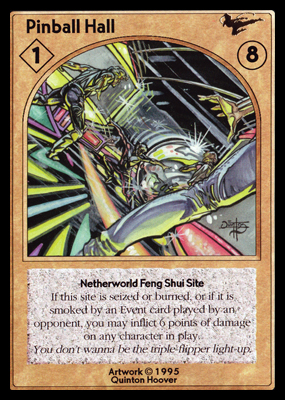 Pinball Hall
1
8
Netherworld Feng Shui Site
If this site is seized or burned, or if it is
smoked by an Event card played by an
opponent, you may inflict 6 points of damage
on any character in play.
You don't wanna be the triple-flipper light-up.
Artwork © 1995
Quinton Hoover